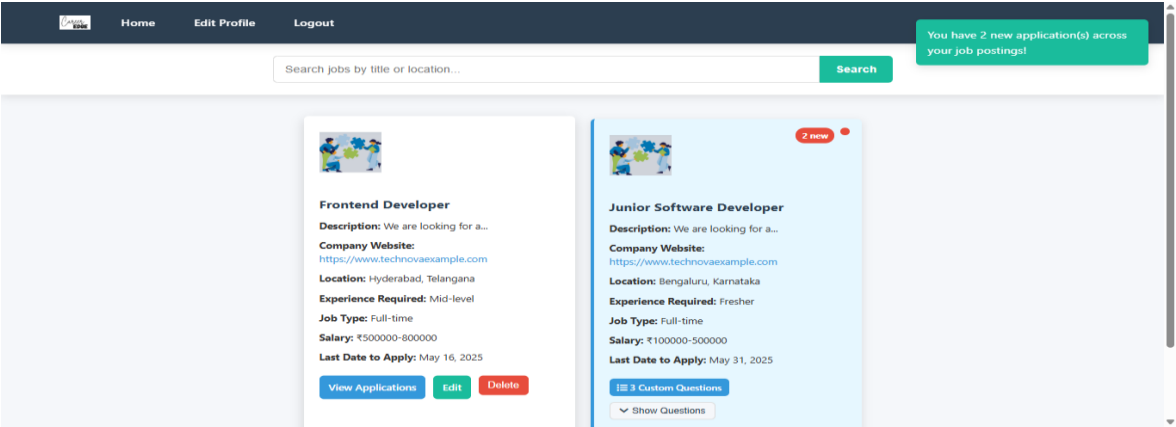 Career
EDGE
Home
Edit Profile
Logout
You have 2 new application(s) across
your job postings!
Search jobs by title or location...
Search
Frontend Developer
Description: We are looking for a...
Company Website:
https://www.technovaexample.com
Location: Hyderabad, Telangana
Experience Required: Mid-level
Job Type: Full-time
Salary: ₹500000-800000
Last Date to Apply: May 16, 2025
View Applications
Edit
Delete
2 new
Junior Software Developer
Description: We are looking for a...
Company Website:
https://www.technovaexample.com
Location: Bengaluru, Karnataka
Experience Required: Fresher
Job Type: Full-time
Salary: ₹100000-500000
Last Date to Apply: May 31, 2025
3 Custom Questions
Show Questions